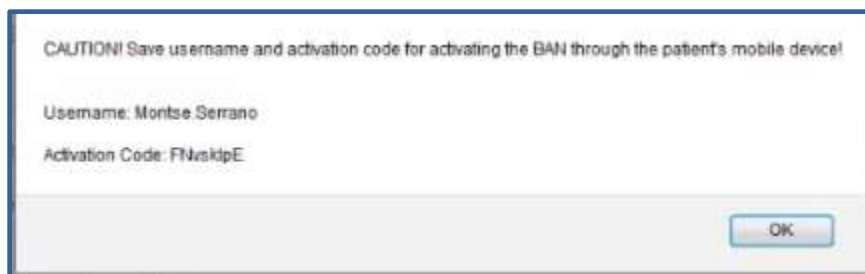 CAUTION! Save username and activation code for activating the BAN through the patient's mobile device!
Username: Montse Serrano
Activation Code:
OK